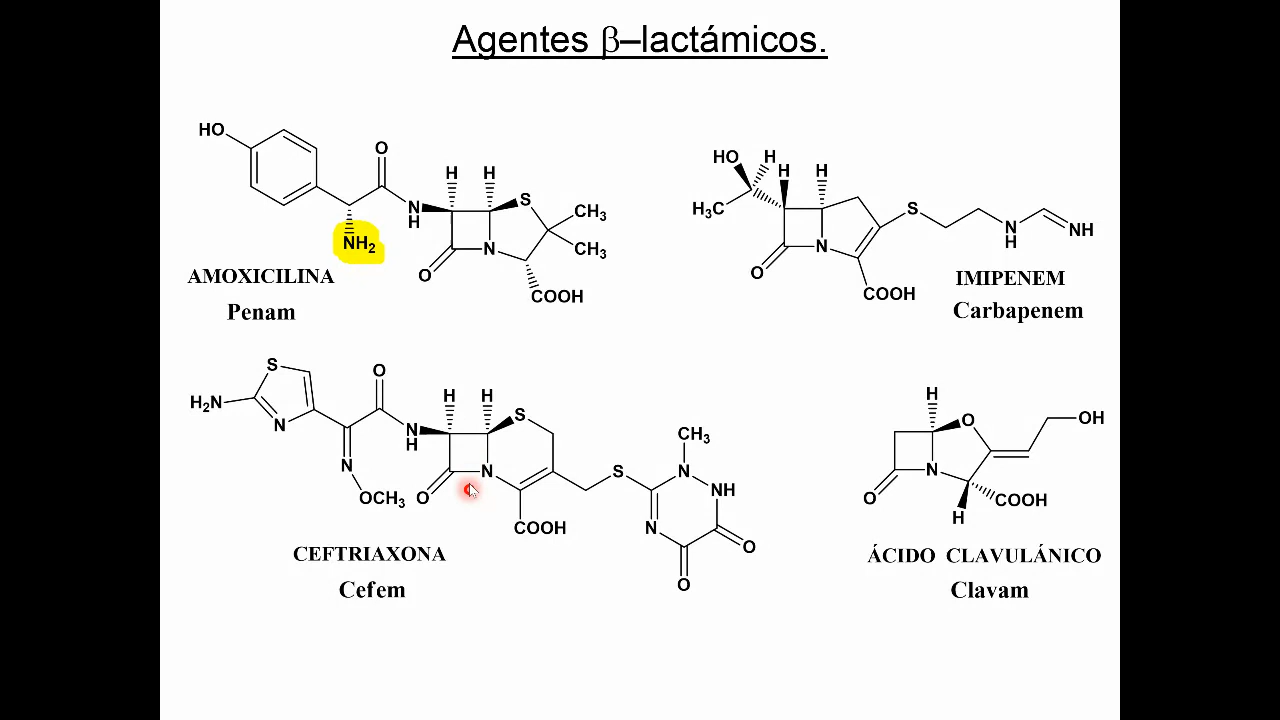 Agentes β–lactámicos.
HO
O
H
H
S
CH₃
CH₃
N
H
NH₂
N
O
COOH
AMOXICILINA
Penam
HO
H
H
H
H₃C
S
N
H
NH
N
O
COOH
IMIPENEM
Carbapenem
S
H₂N
N
O
H
H
S
N
H
N
OCH₃
O
N
COOH
S
CH₃
N
NH
N
O
O
CEFTRIAXONA
Cefem
H
O
OH
N
O
H
COOH
ÁCIDO CLAVULÁNICO
Clavam